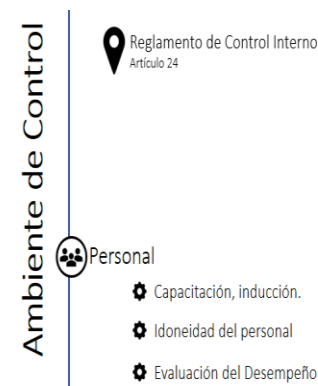 Ambiente de Control
Reglamento de Control Interno
Artículo 24
Personal
Capacitación, inducción.
Idoneidad del personal
Evaluación del Desempeño